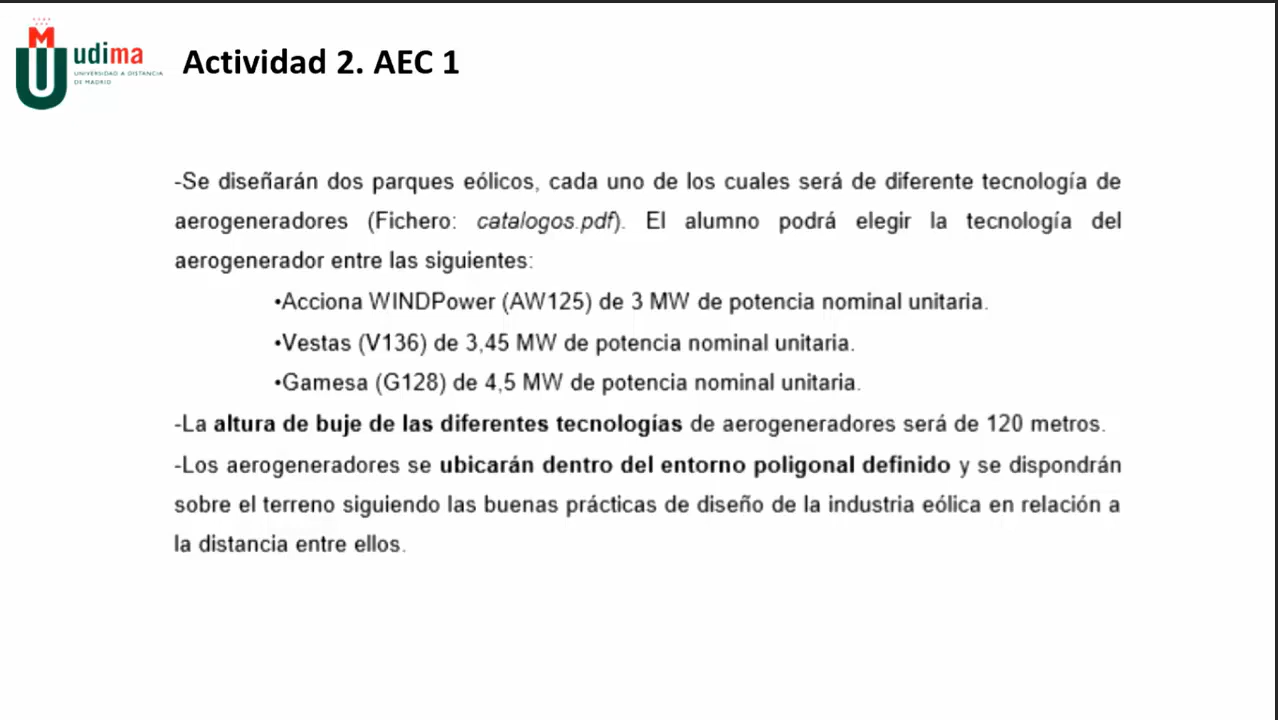 udima
UNIVERSIDAD A DISTANCIA
DE MADRID
Actividad 2. AEC 1
-Se diseñarán dos parques eólicos, cada uno de los cuales será de diferente tecnología de
aerogeneradores (Fichero: catalogos.pdf). El alumno podrá elegir la tecnología del
aerogenerador entre las siguientes:
•Acciona WINDPower (AW125) de 3 MW de potencia nominal unitaria.
•Vestas (V136) de 3,45 MW de potencia nominal unitaria.
•Gamesa (G128) de 4,5 MW de potencia nominal unitaria.
-La altura de buje de las diferentes tecnologías de aerogeneradores será de 120 metros.
-Los aerogeneradores se ubicarán dentro del entorno poligonal definido y se dispondrán
sobre el terreno siguiendo las buenas prácticas de diseño de la industria eólica en relación a
la distancia entre ellos.